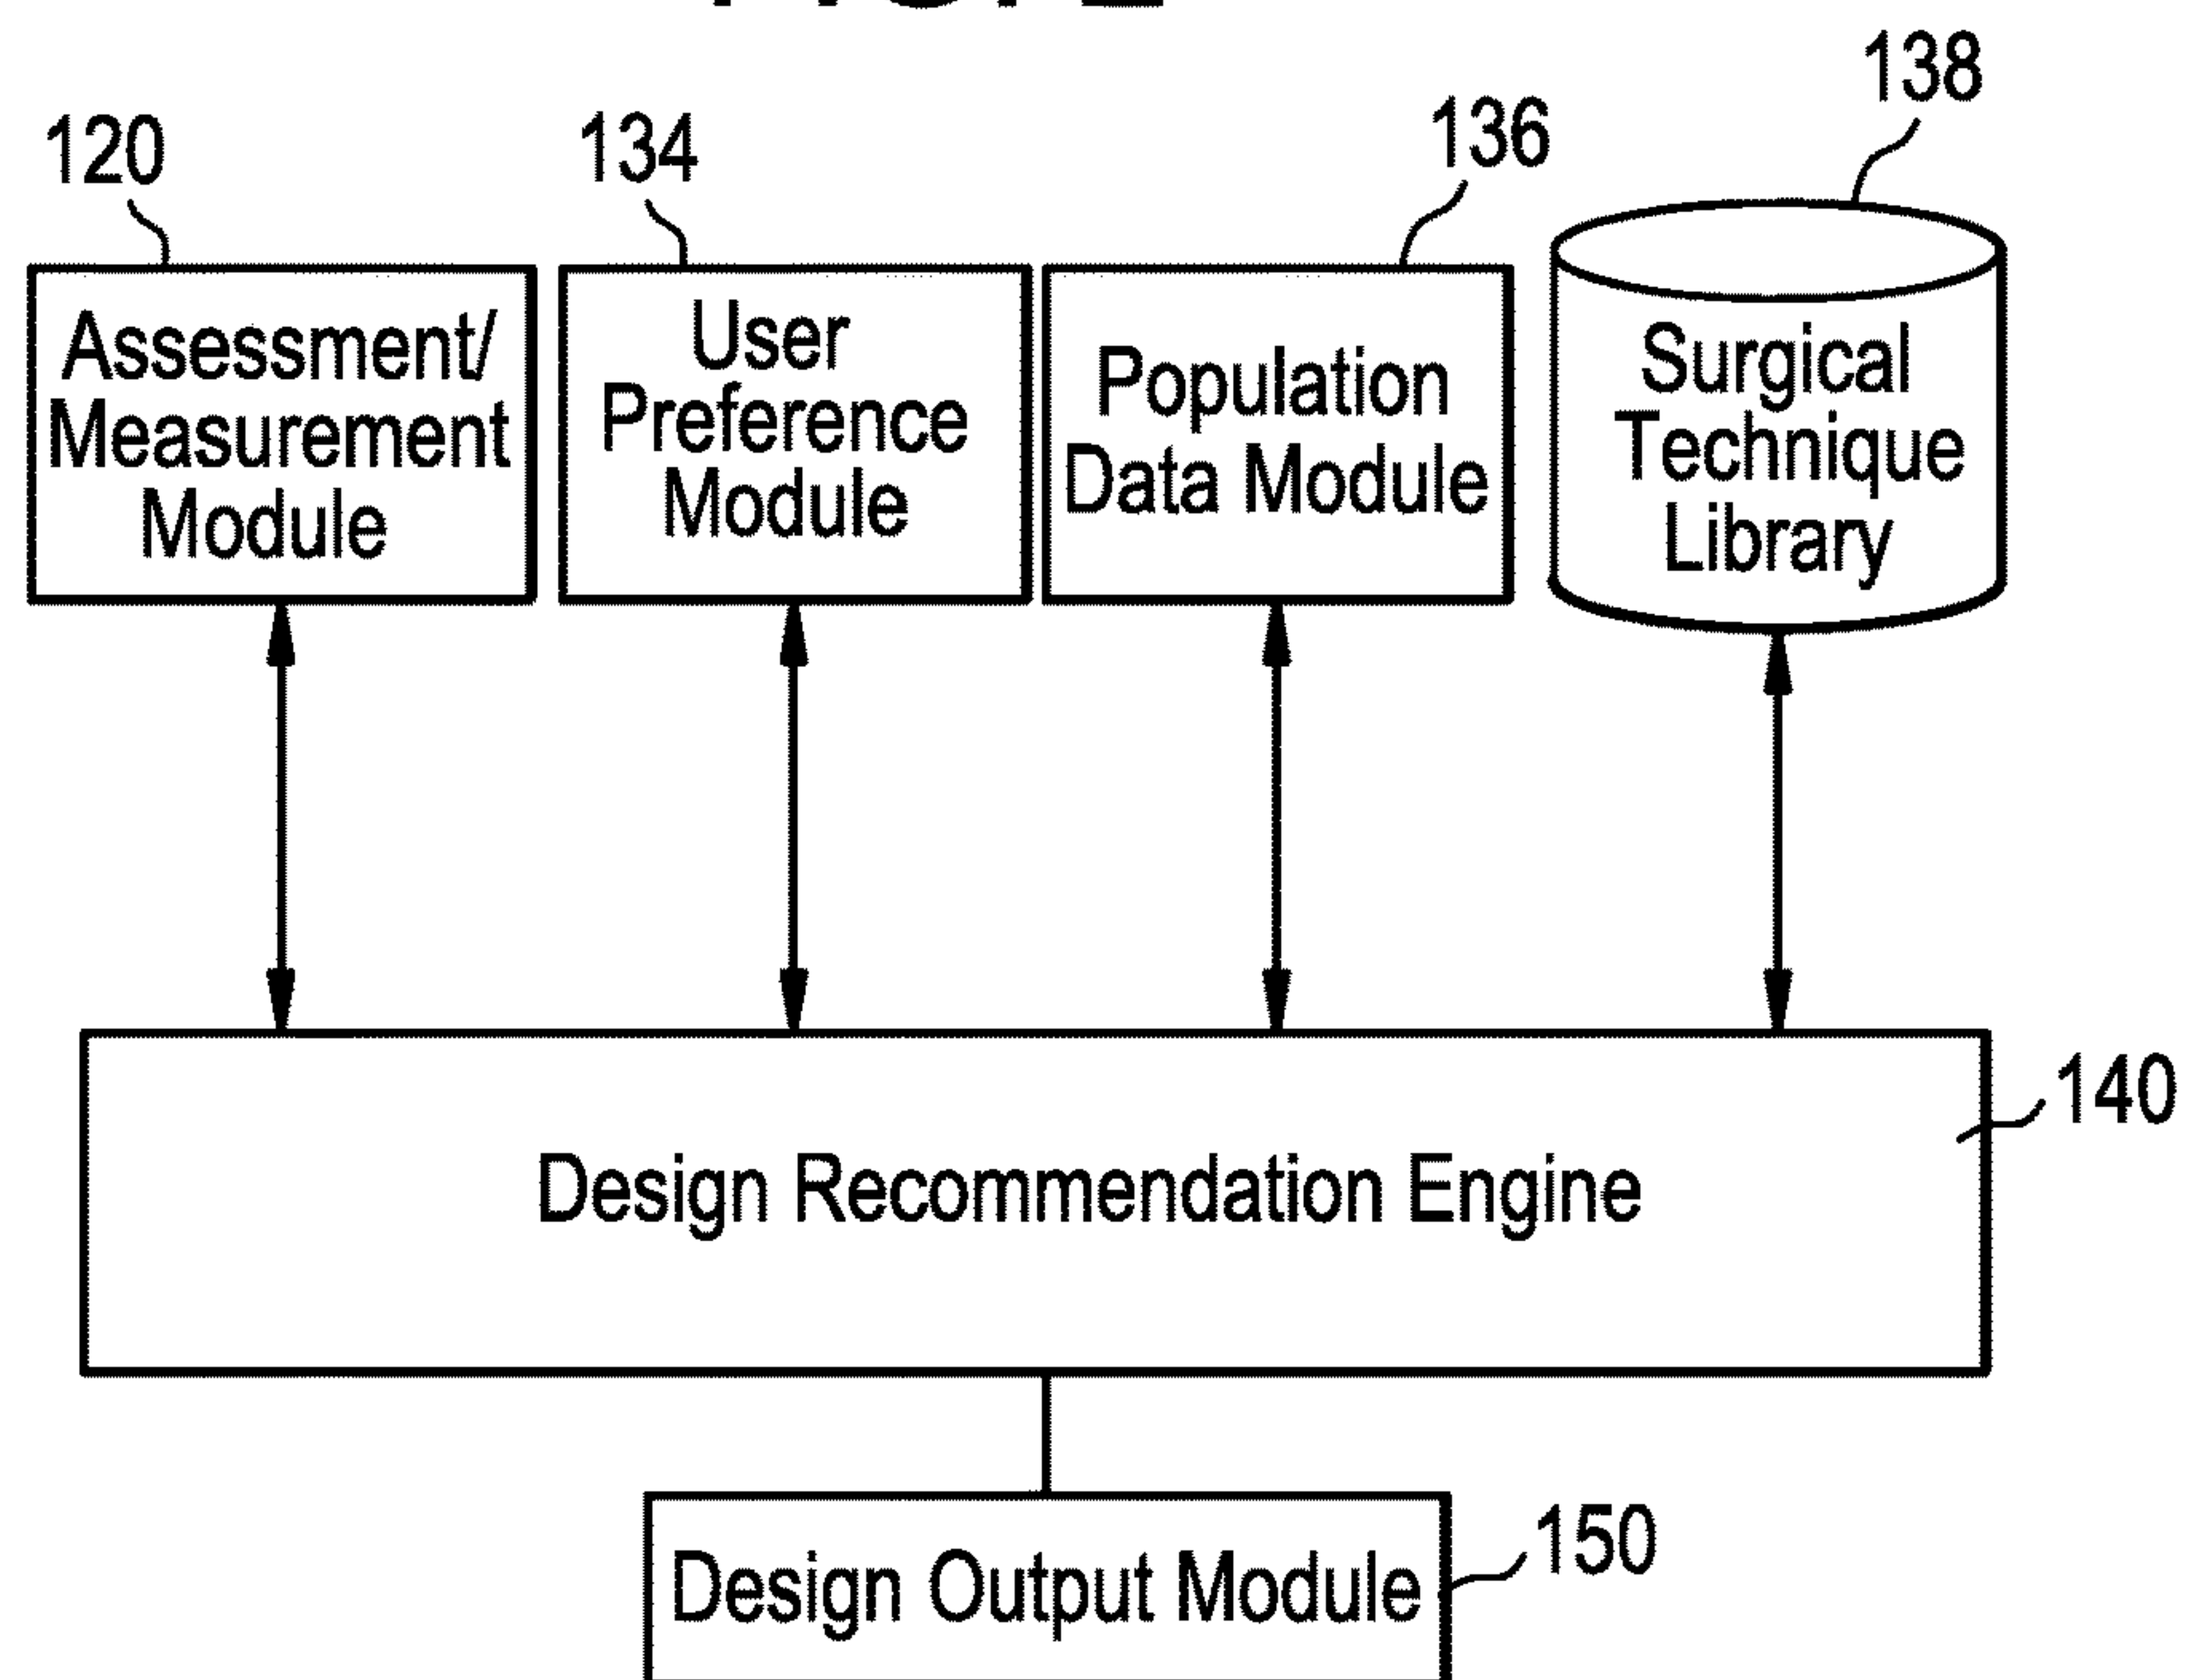 138
120
134
136
Assessment/
Measurement
Module
User
Preference
Module
Population
Data Module
Surgical
Technique
Library
140
Design Recommendation Engine
150
Design Output Module